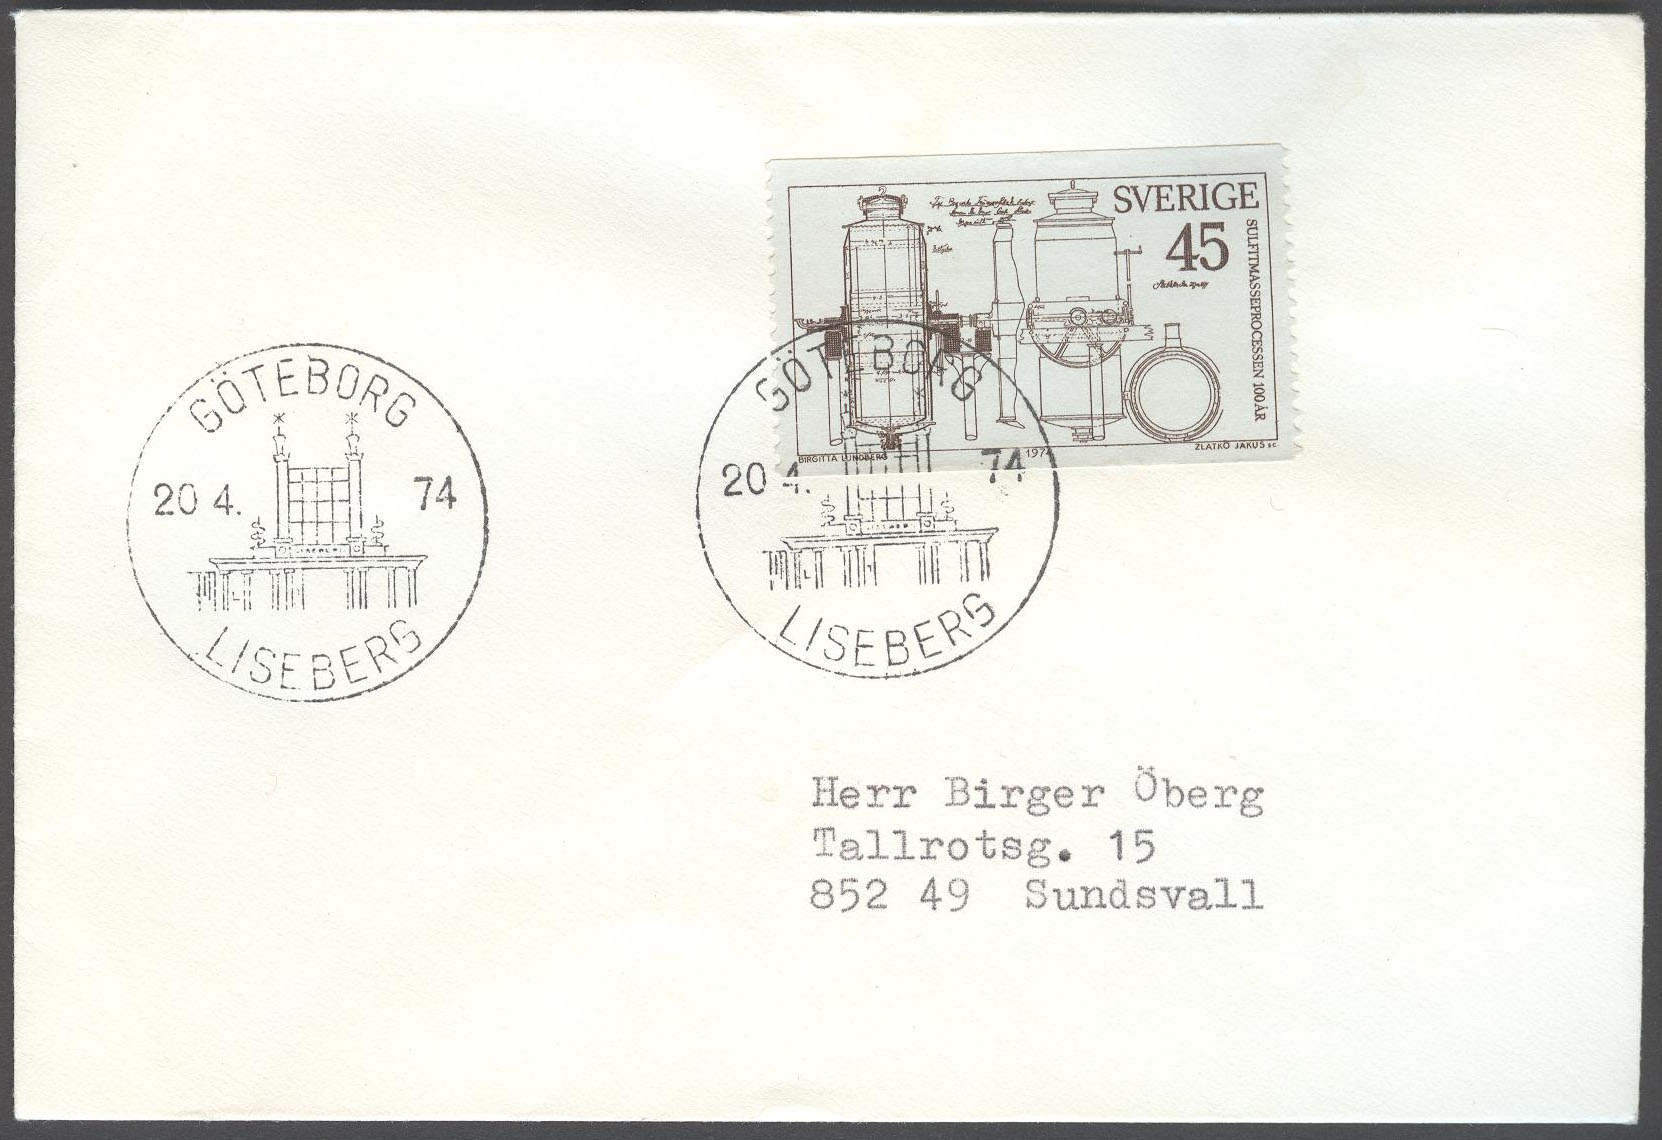 SVERIGE
45
SULFITMASSEPROCESSEN 100 ÅR
BIRGITTA LUNDBERG
1974
ZLATKO JAKUS sc
GÖTEBORG
20 4. 74
LISEBERG
GÖTEBORG
20 4. 74
LISEBERG
Herr Birger Öberg
Tallrotsg. 15
852 49 Sundsvall